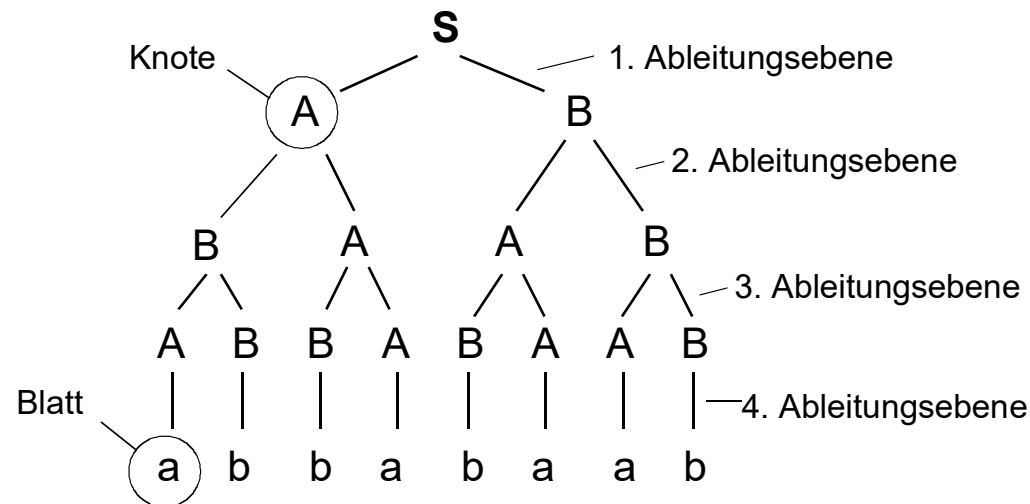 S
Knote
1. Ableitungsebene
A B
2. Ableitungsebene
B A A B
3. Ableitungsebene
A B B A B A A B
Blatt
4. Ableitungsebene
a b b a b a a b